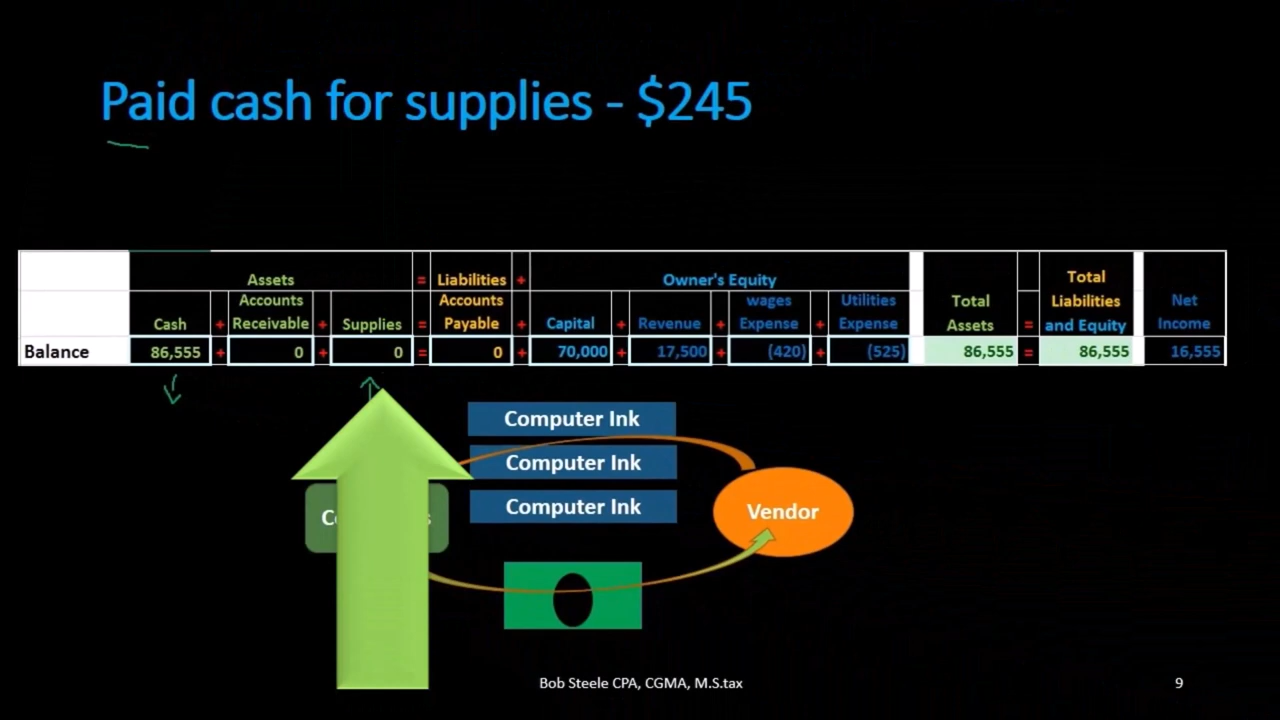 Paid cash for supplies - $245
Assets = Liabilities + Owner's Equity
Cash + Accounts Receivable + Supplies = Accounts Payable + Capital + Revenue + wages Expense + Utilities Expense Total Assets = Total Liabilities and Equity Net Income
Balance 86,555 + 0 + 0 = 0 + 70,000 + 17,500 + (420) + (525) 86,555 = 86,555 16,555
Computer Ink
Computer Ink
Computer Ink
Vendor
Bob Steele CPA, CGMA, M.S.tax
9